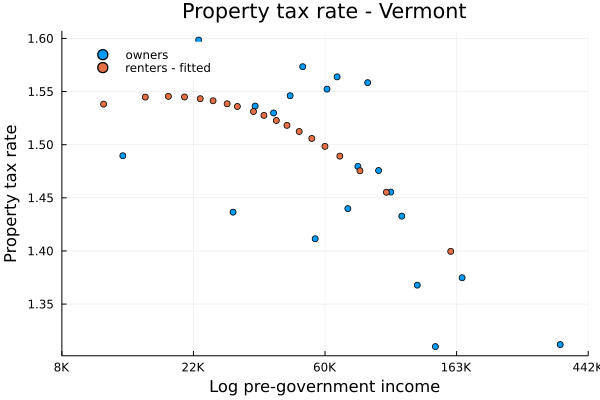 Property tax rate - Vermont
1.60
owners
renters - fitted
1.55
1.50
1.45
1.40
1.35
Property tax rate
8K 22K 60K 163K 442K
Log pre-government income